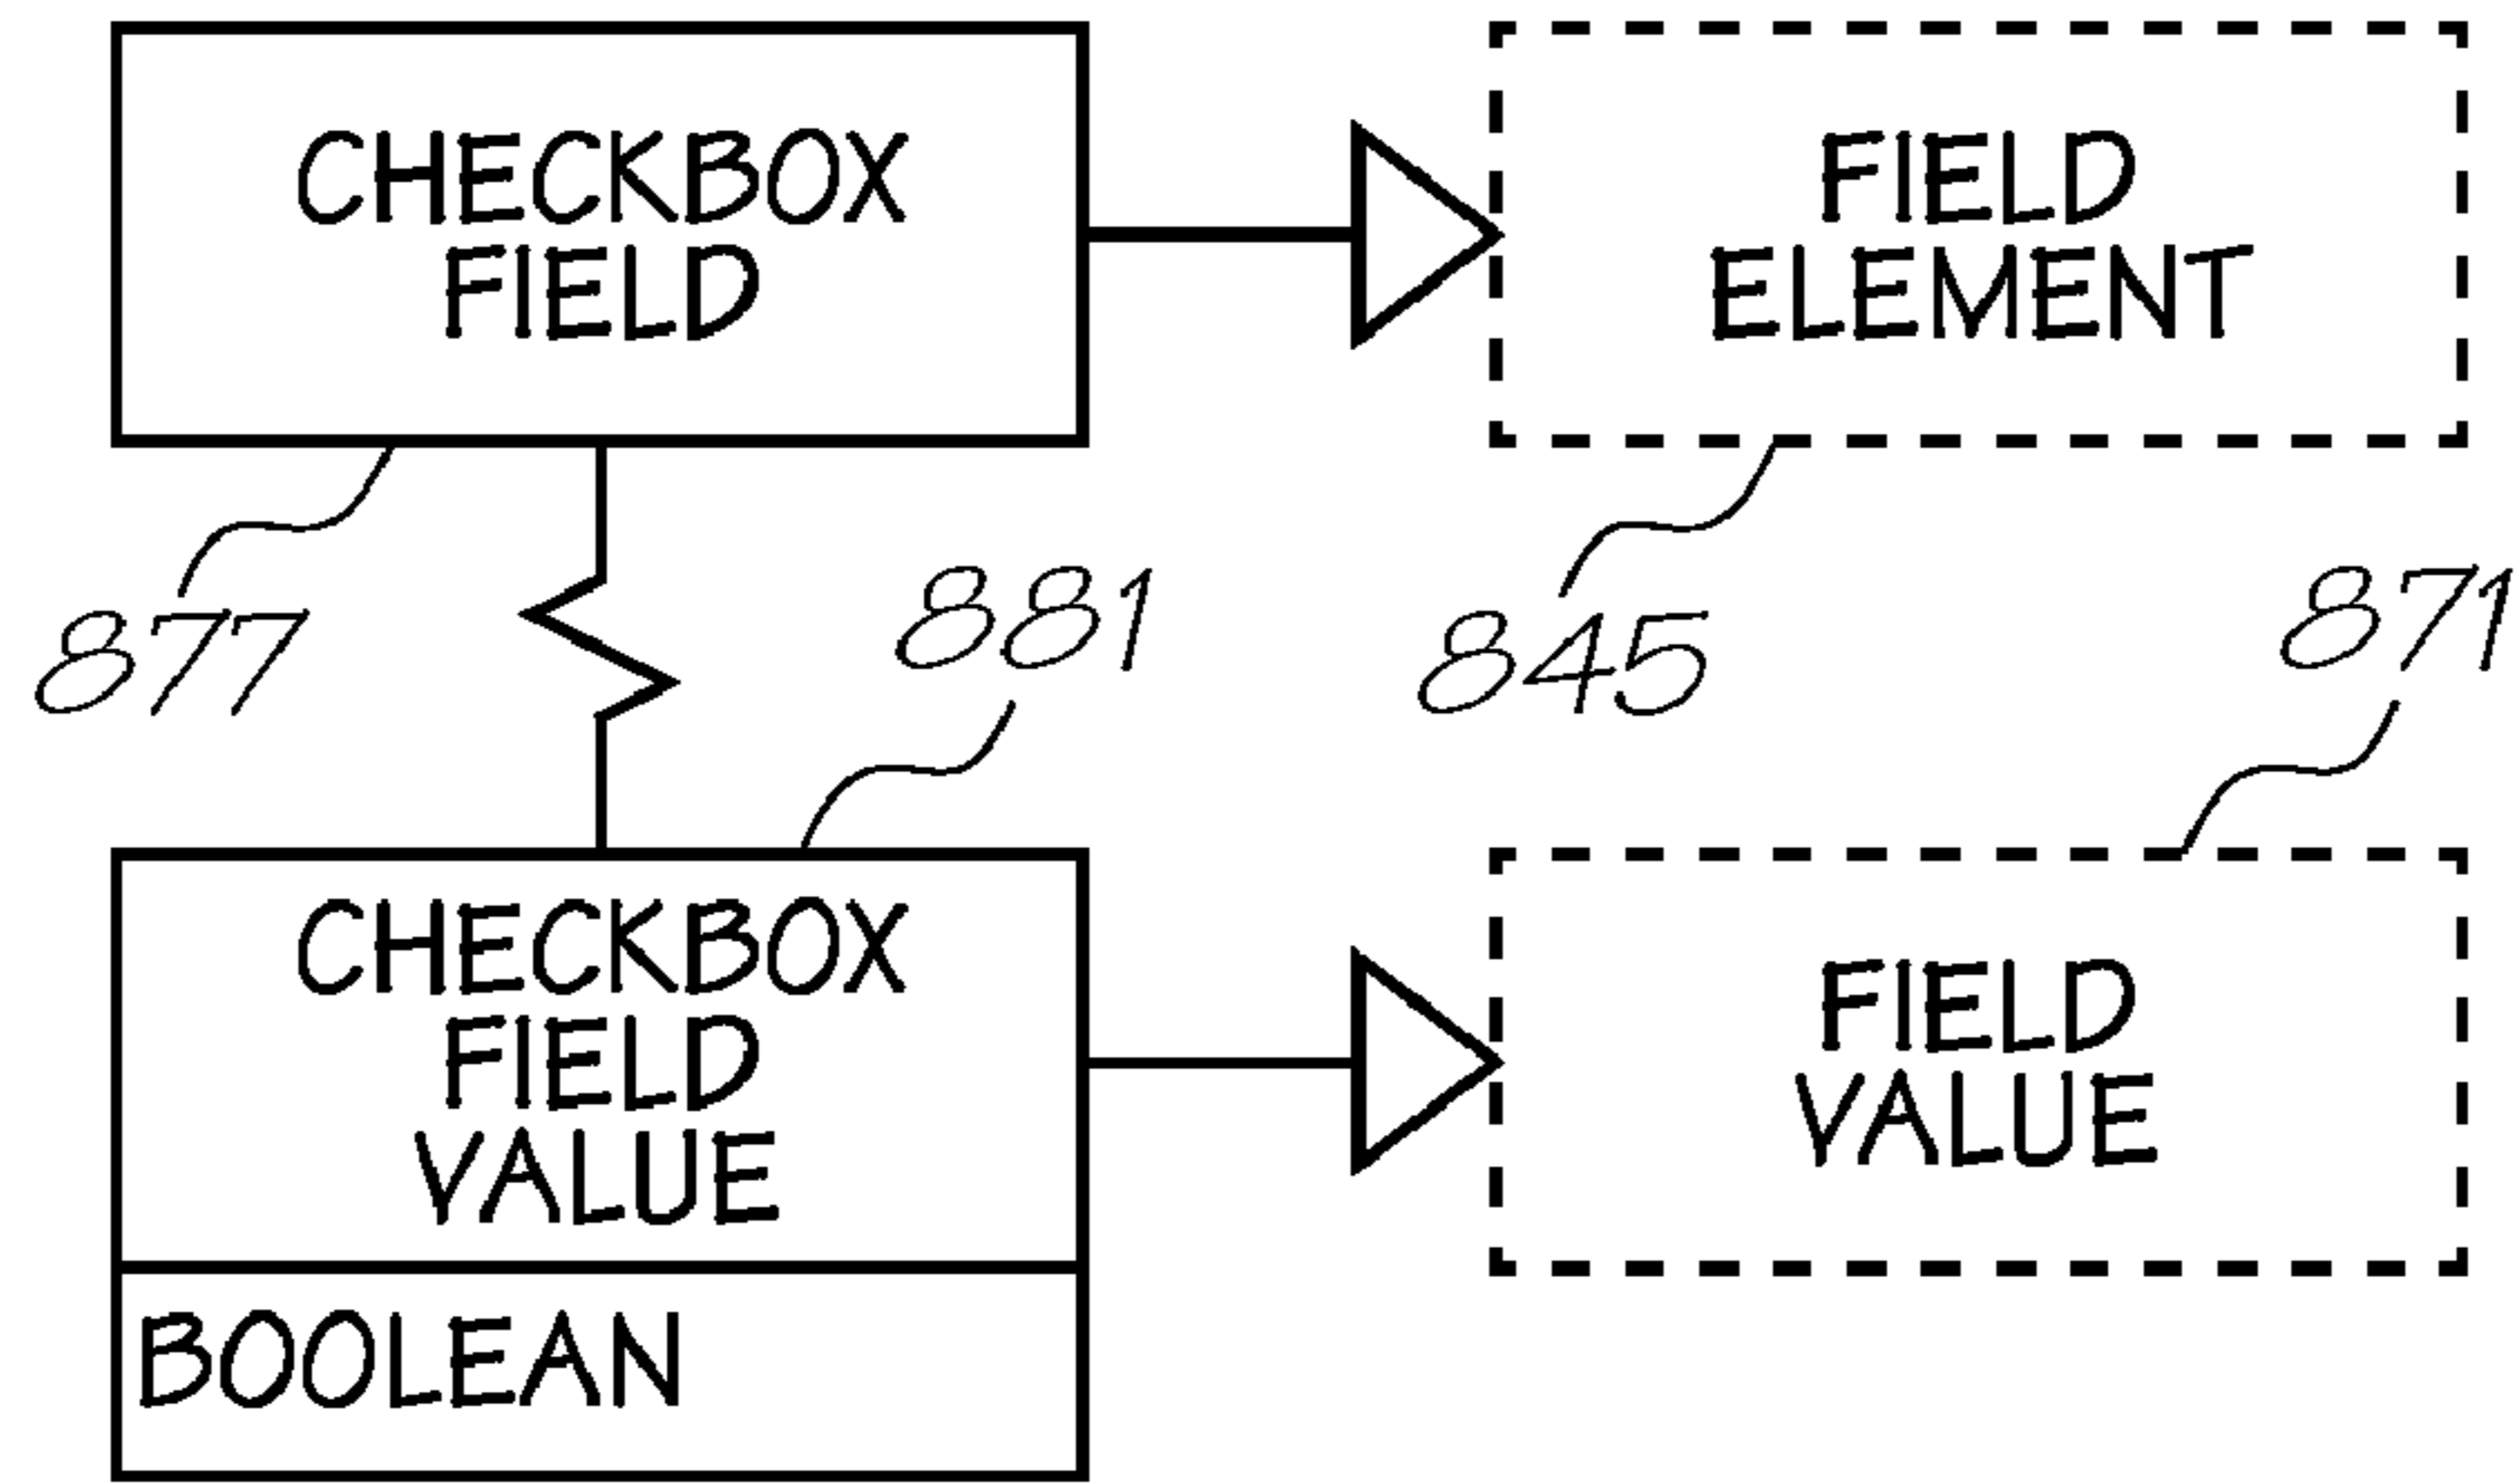 CHECKBOX
FIELD
FIELD
ELEMENT
877
881
845
871
CHECKBOX
FIELD
VALUE
BOOLEAN
FIELD
VALUE